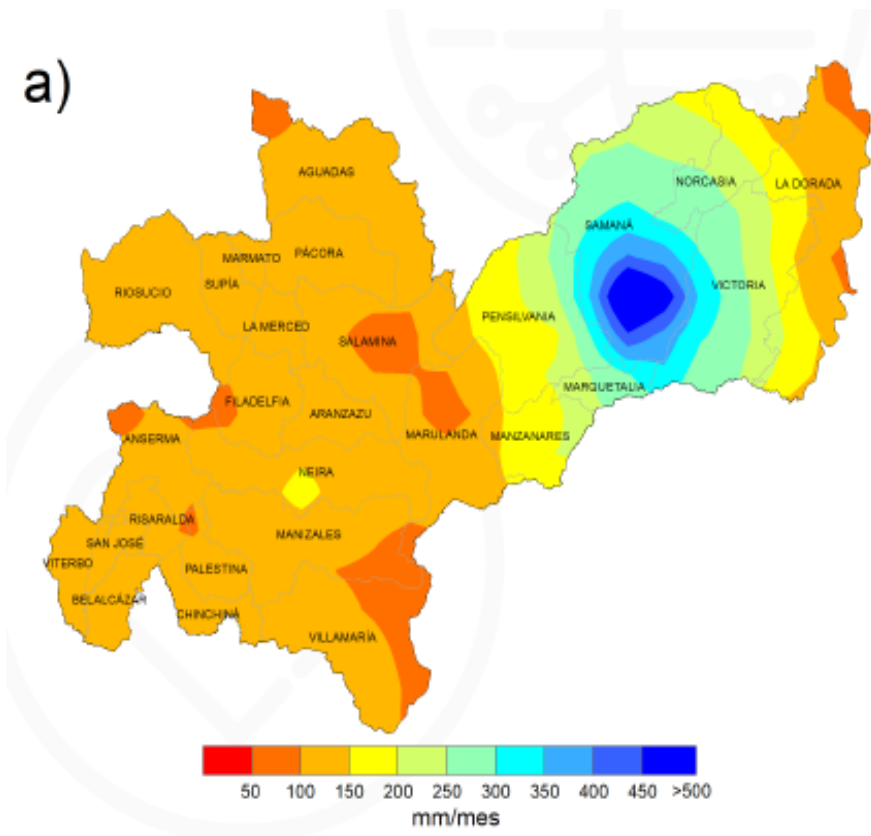 a)
AGUADAS
NORCASIA
LA DORADA
SAMANÁ
MARMATO
PÁCORA
RIOSUCIO
SUPÍA
VICTORIA
LA MERCED
PENSILVANIA
SALAMINA
MARQUETALIA
FILADELFIA
ARANZAZU
MARULANDA
MANZANARES
ANSERMA
NEIRA
RISARALDA
MANIZALES
SAN JOSÉ
VITERBO
PALESTINA
BELALCÁZAR
CHINCHINÁ
VILLAMARÍA
50 100 150 200 250 300 350 400 450 >500
mm/mes